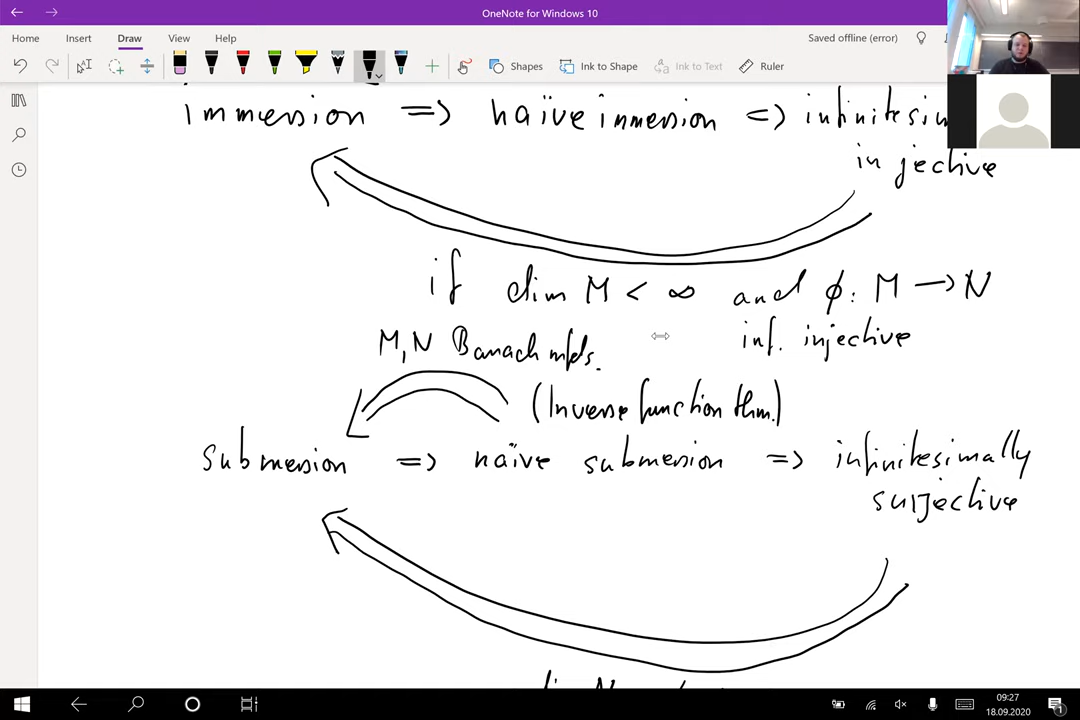 OneNote for Windows 10
Home Insert Draw View Help Saved offline (error)
Shapes Ink to Shape Ink to Text Ruler
immersion => naïve immersion <=> infinitesim
injective
if dim M < ∞ and ϕ: M → N
M,N Banach mfds. inf. injective
(Inverse function thm.)
submersion => naïve submersion => infinitesimally
surjective
09:27
18.09.2020